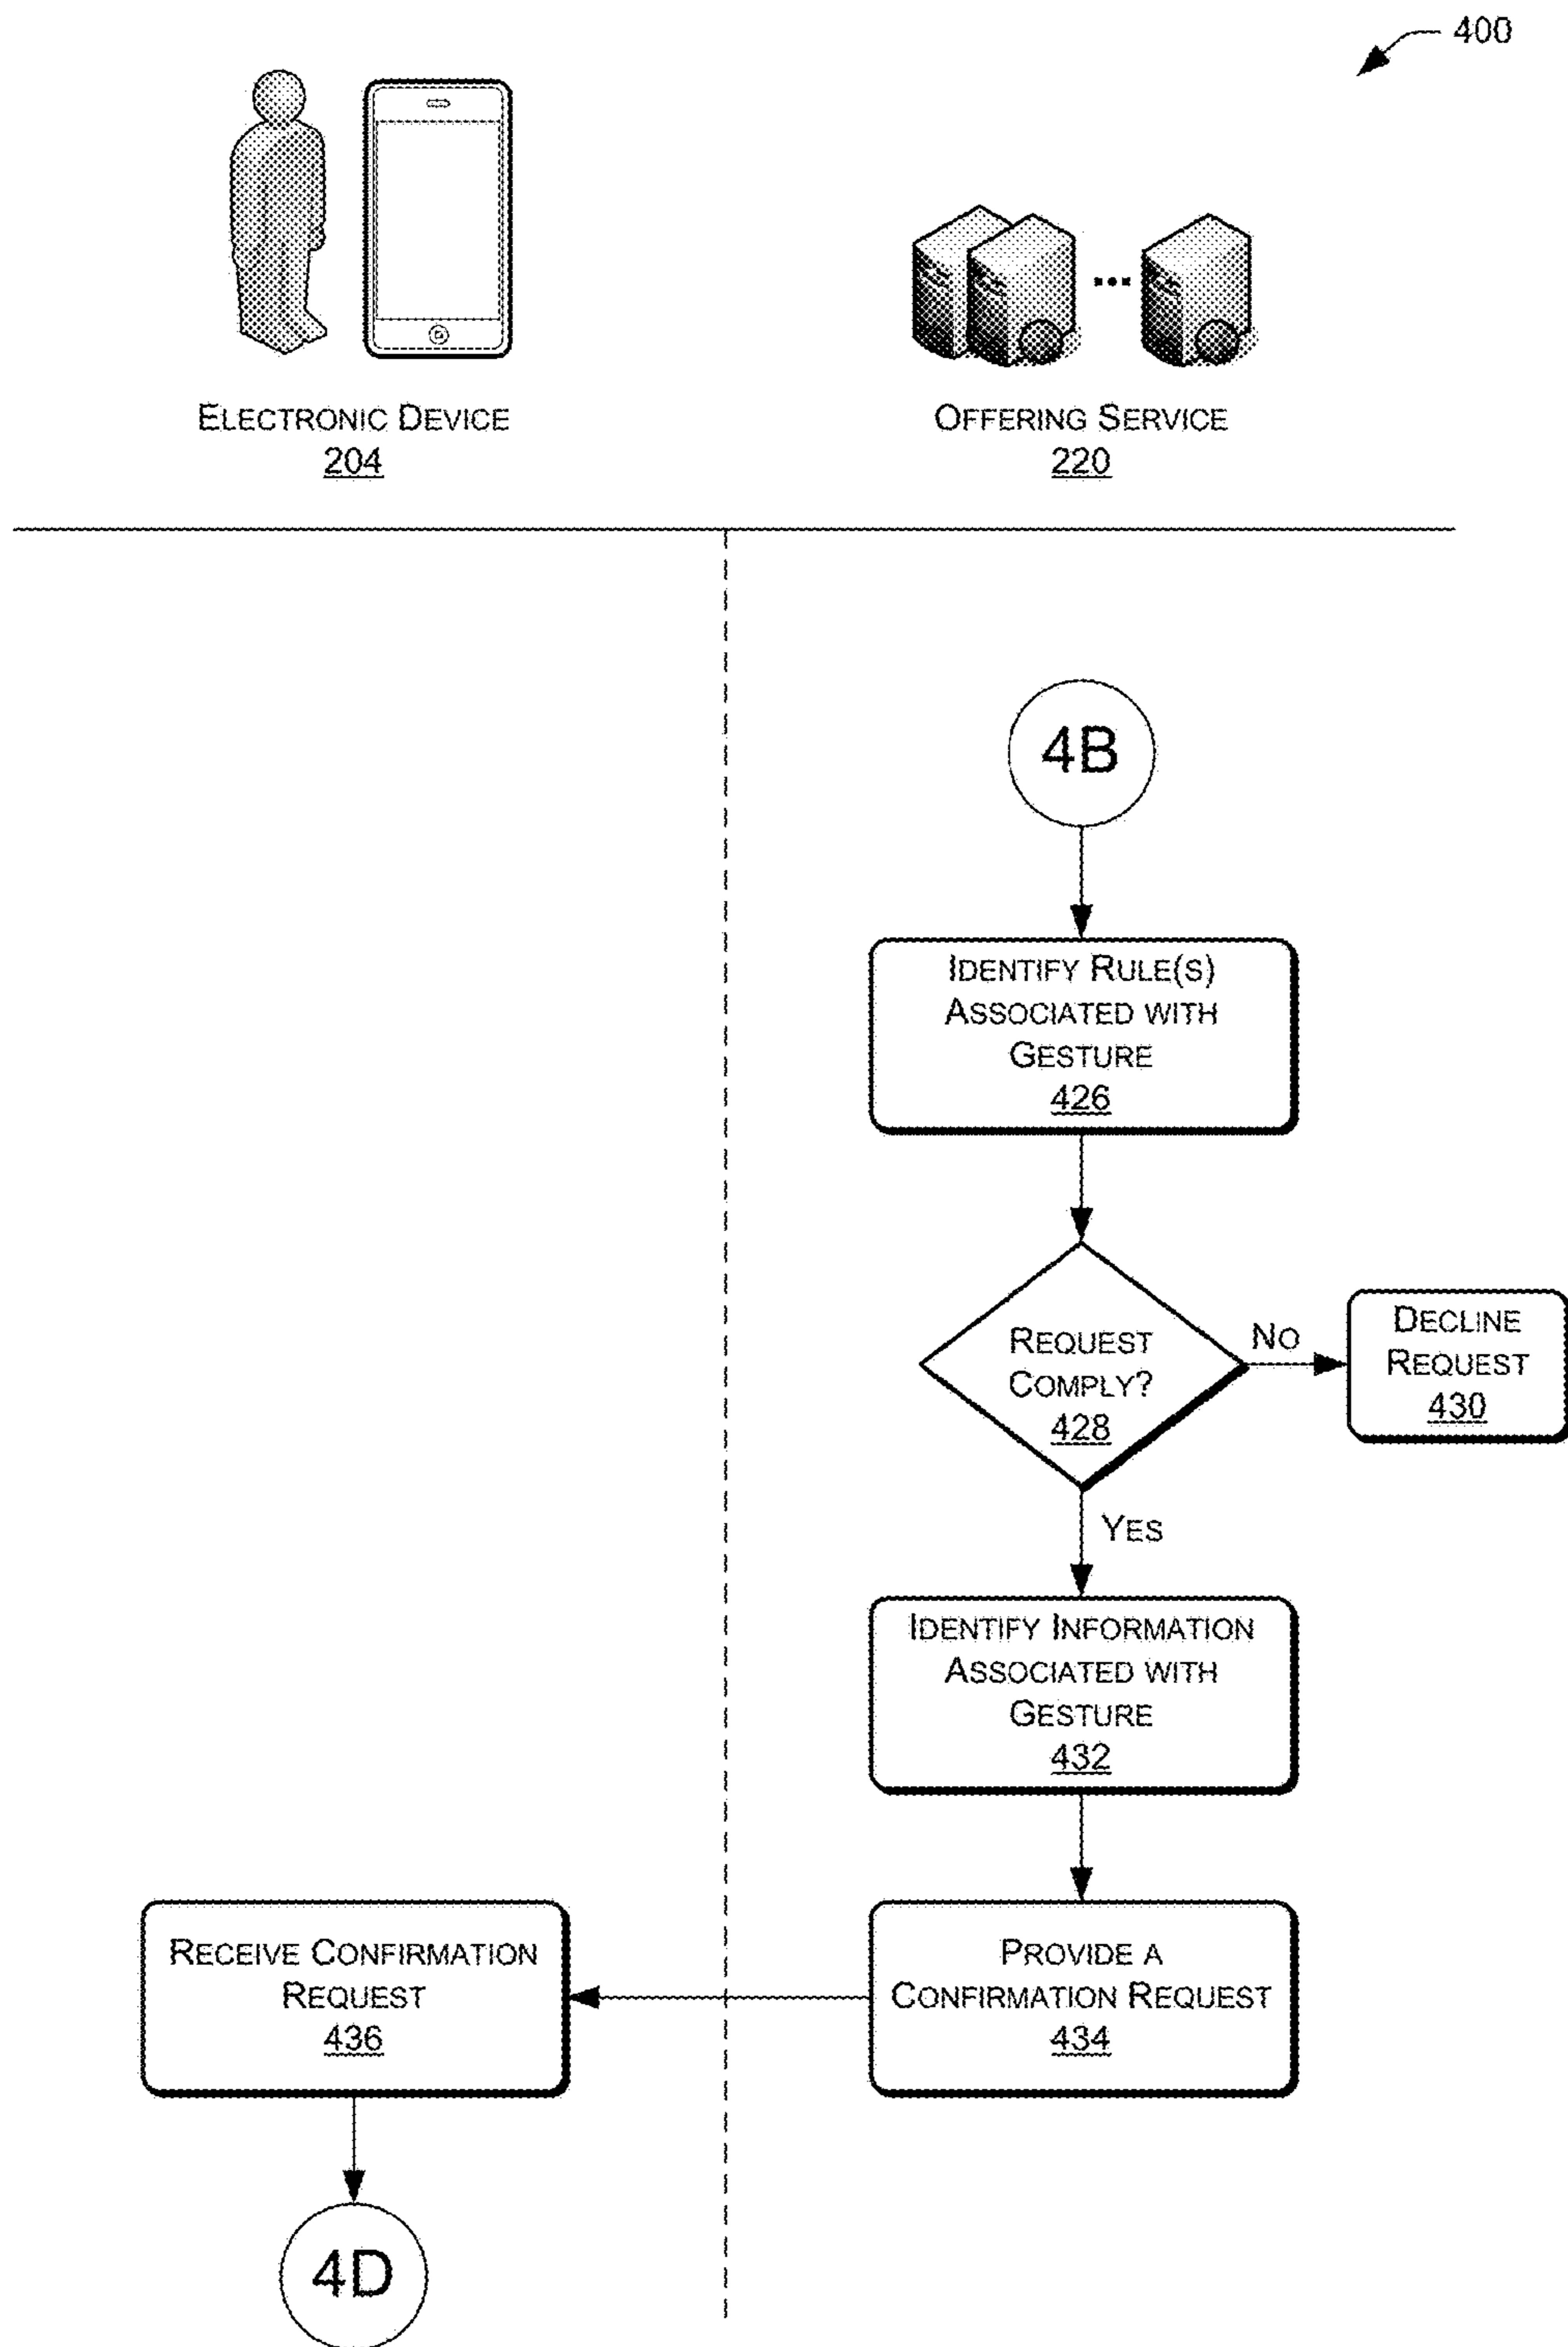 400
ELECTRONIC DEVICE
204
OFFERING SERVICE
220
4B
IDENTIFY RULE(S)
ASSOCIATED WITH
GESTURE
426
REQUEST
COMPLY?
428
NO
DECLINE
REQUEST
430
YES
IDENTIFY INFORMATION
ASSOCIATED WITH
GESTURE
432
PROVIDE A
CONFIRMATION REQUEST
434
RECEIVE CONFIRMATION
REQUEST
436
4D